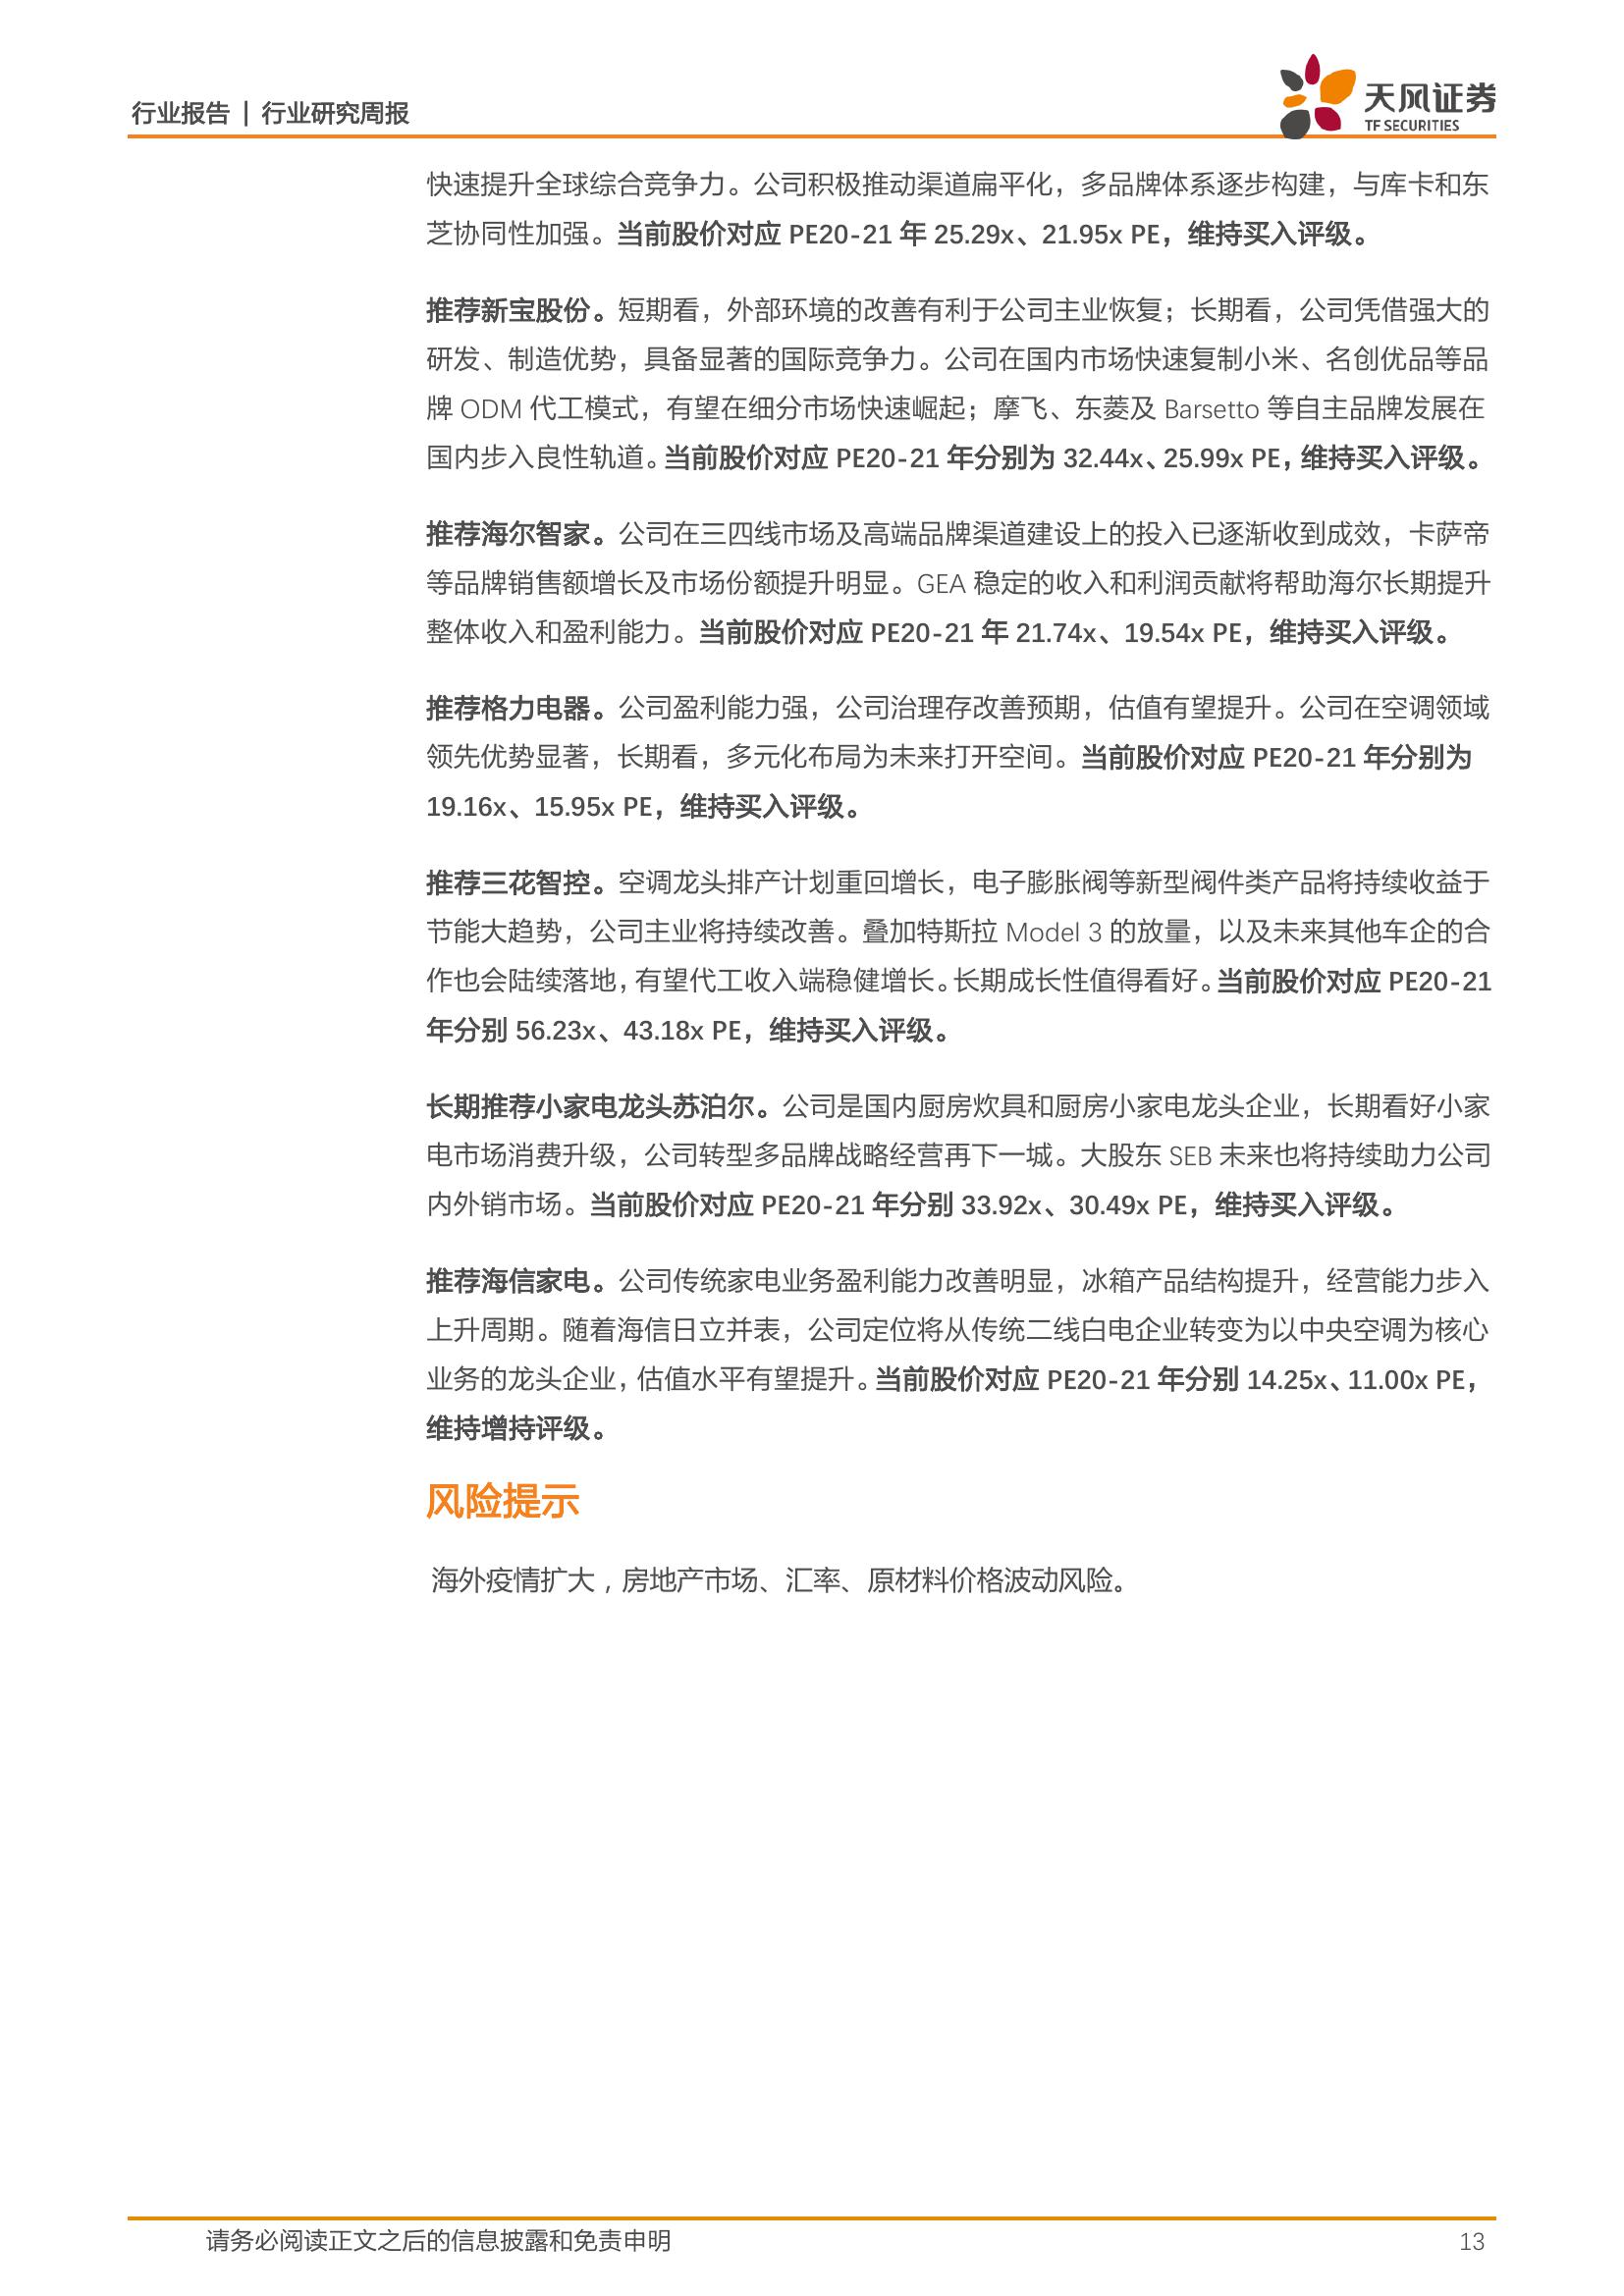 行业报告 | 行业研究周报
天风证券
TF SECURITIES
快速提升全球综合竞争力。公司积极推动渠道扁平化，多品牌体系逐步构建，与库卡和东
芝协同性加强。当前股价对应 PE20-21 年 25.29x、21.95x PE，维持买入评级。
推荐新宝股份。短期看，外部环境的改善有利于公司主业恢复；长期看，公司凭借强大的
研发、制造优势，具备显著的国际竞争力。公司在国内市场快速复制小米、名创优品等品
牌 ODM 代工模式，有望在细分市场快速崛起；摩飞、东菱及 Barsetto 等自主品牌发展在
国内步入良性轨道。当前股价对应 PE20-21 年分别为 32.44x、25.99x PE，维持买入评级。
推荐海尔智家。公司在三四线市场及高端品牌渠道建设上的投入已逐渐收到成效，卡萨帝
等品牌销售额增长及市场份额提升明显。GEA 稳定的收入和利润贡献将帮助海尔长期提升
整体收入和盈利能力。当前股价对应 PE20-21 年 21.74x、19.54x PE，维持买入评级。
推荐格力电器。公司盈利能力强，公司治理存改善预期，估值有望提升。公司在空调领域
领先优势显著，长期看，多元化布局为未来打开空间。当前股价对应 PE20-21 年分别为
19.16x、15.95x PE，维持买入评级。
推荐三花智控。空调龙头排产计划重回增长，电子膨胀阀等新型阀件类产品将持续收益于
节能大趋势，公司主业将持续改善。叠加特斯拉 Model 3 的放量，以及未来其他车企的合
作也会陆续落地，有望代工收入端稳健增长。长期成长性值得看好。当前股价对应 PE20-21
年分别 56.23x、43.18x PE，维持买入评级。
长期推荐小家电龙头苏泊尔。公司是国内厨房炊具和厨房小家电龙头企业，长期看好小家
电市场消费升级，公司转型多品牌战略经营再下一城。大股东 SEB 未来也将持续助力公司
内外销市场。当前股价对应 PE20-21 年分别 33.92x、30.49x PE，维持买入评级。
推荐海信家电。公司传统家电业务盈利能力改善明显，冰箱产品结构提升，经营能力步入
上升周期。随着海信日立并表，公司定位将从传统二线白电企业转变为以中央空调为核心
业务的龙头企业，估值水平有望提升。当前股价对应 PE20-21 年分别 14.25x、11.00x PE，
维持增持评级。
风险提示
海外疫情扩大，房地产市场、汇率、原材料价格波动风险。
请务必阅读正文之后的信息披露和免责申明
13